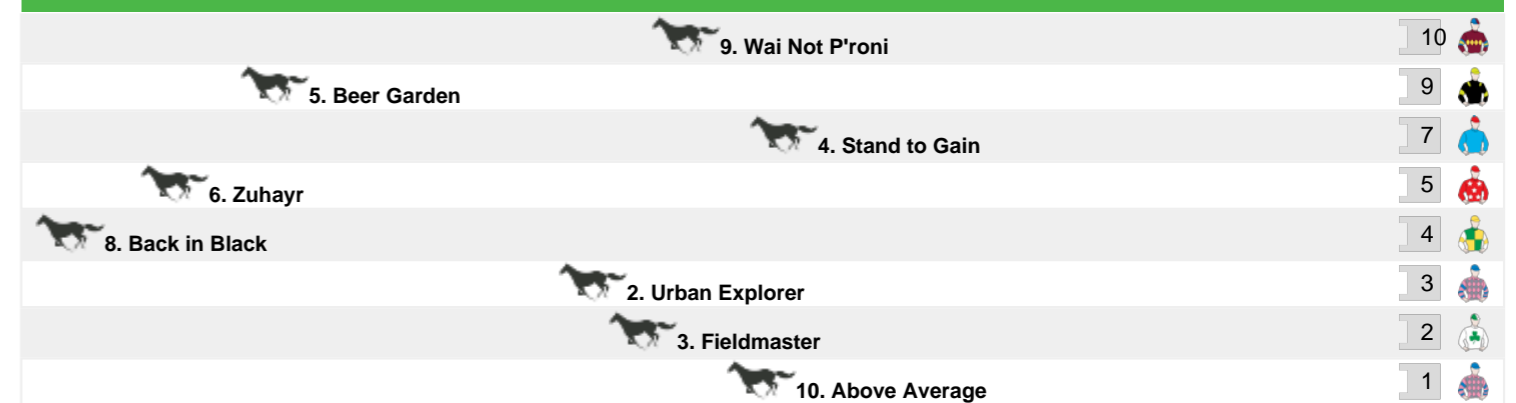 9. Wai Not P'roni 10
5. Beer Garden 9
4. Stand to Gain 7
6. Zuhayr 5
8. Back in Black 4
2. Urban Explorer 3
3. Fieldmaster 2
10. Above Average 1